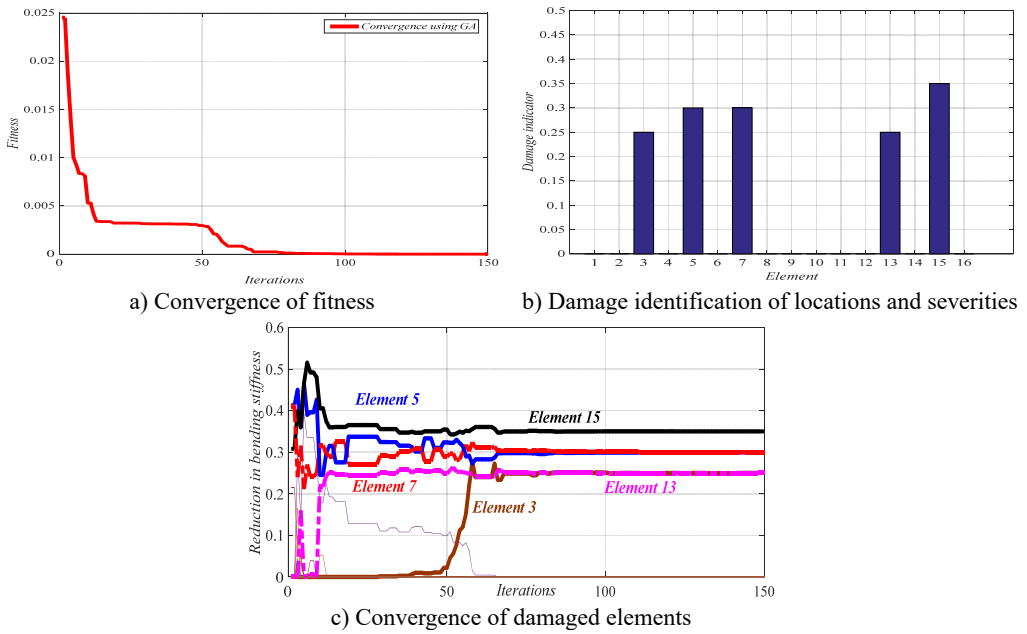 0.025
0.02
0.015
0.01
0.005
0
Fitness
Convergence using GA
0 50 100 150
Iterations
a) Convergence of fitness
0.5
0.45
0.4
0.35
0.3
0.25
0.2
0.15
0.1
0.05
0
Damage indicator
1 2 3 4 5 6 7 8 9 10 11 12 13 14 15 16
Element
b) Damage identification of locations and severities
0.6
0.5
0.4
0.3
0.2
0.1
0
Reduction in bending stiffness
Element 5
Element 15
Element 7
Element 13
Element 3
0 50 100 150
Iterations
c) Convergence of damaged elements